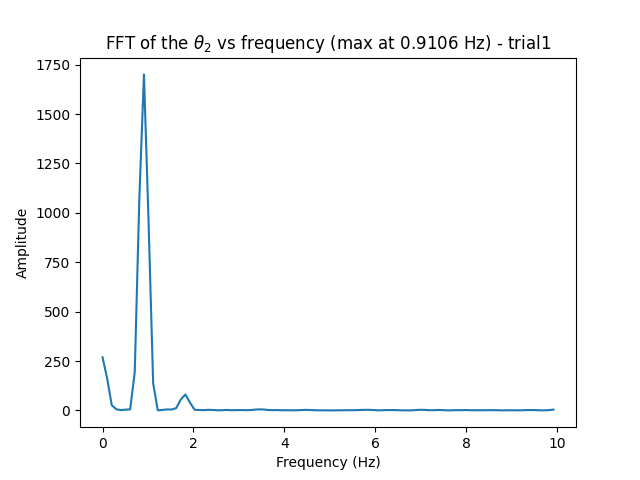 FFT of the θ₂ vs frequency (max at 0.9106 Hz) - trial1
1750
1500
1250
1000
750
500
250
0
Amplitude
0 2 4 6 8 10
Frequency (Hz)